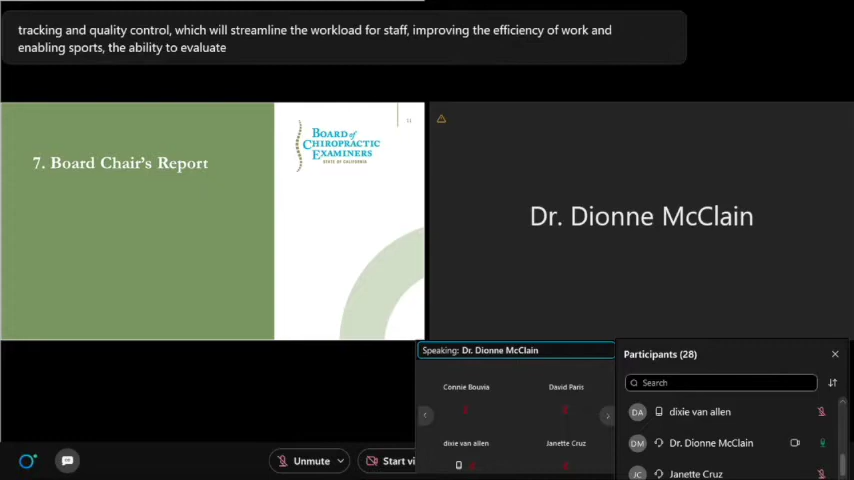 tracking and quality control, which will streamline the workload for staff, improving the efficiency of work and
enabling sports, the ability to evaluate
7. Board Chair's Report
11
BOARD of
CHIROPRACTIC
EXAMINERS
STATE OF CALIFORNIA
Dr. Dionne McClain
Speaking: Dr. Dionne McClain
Connie Bouvia
David Paris
dixie van allen
Janette Cruz
Participants (28)
Search
DA dixie van allen
DM Dr. Dionne McClain
JC Janette Cruz
Unmute
Start vi